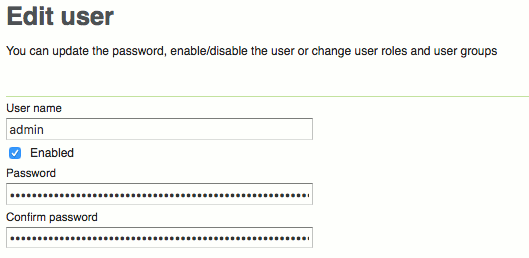 Edit user
You can update the password, enable/disable the user or change user roles and user groups
User name
admin
Enabled
Password
Confirm password